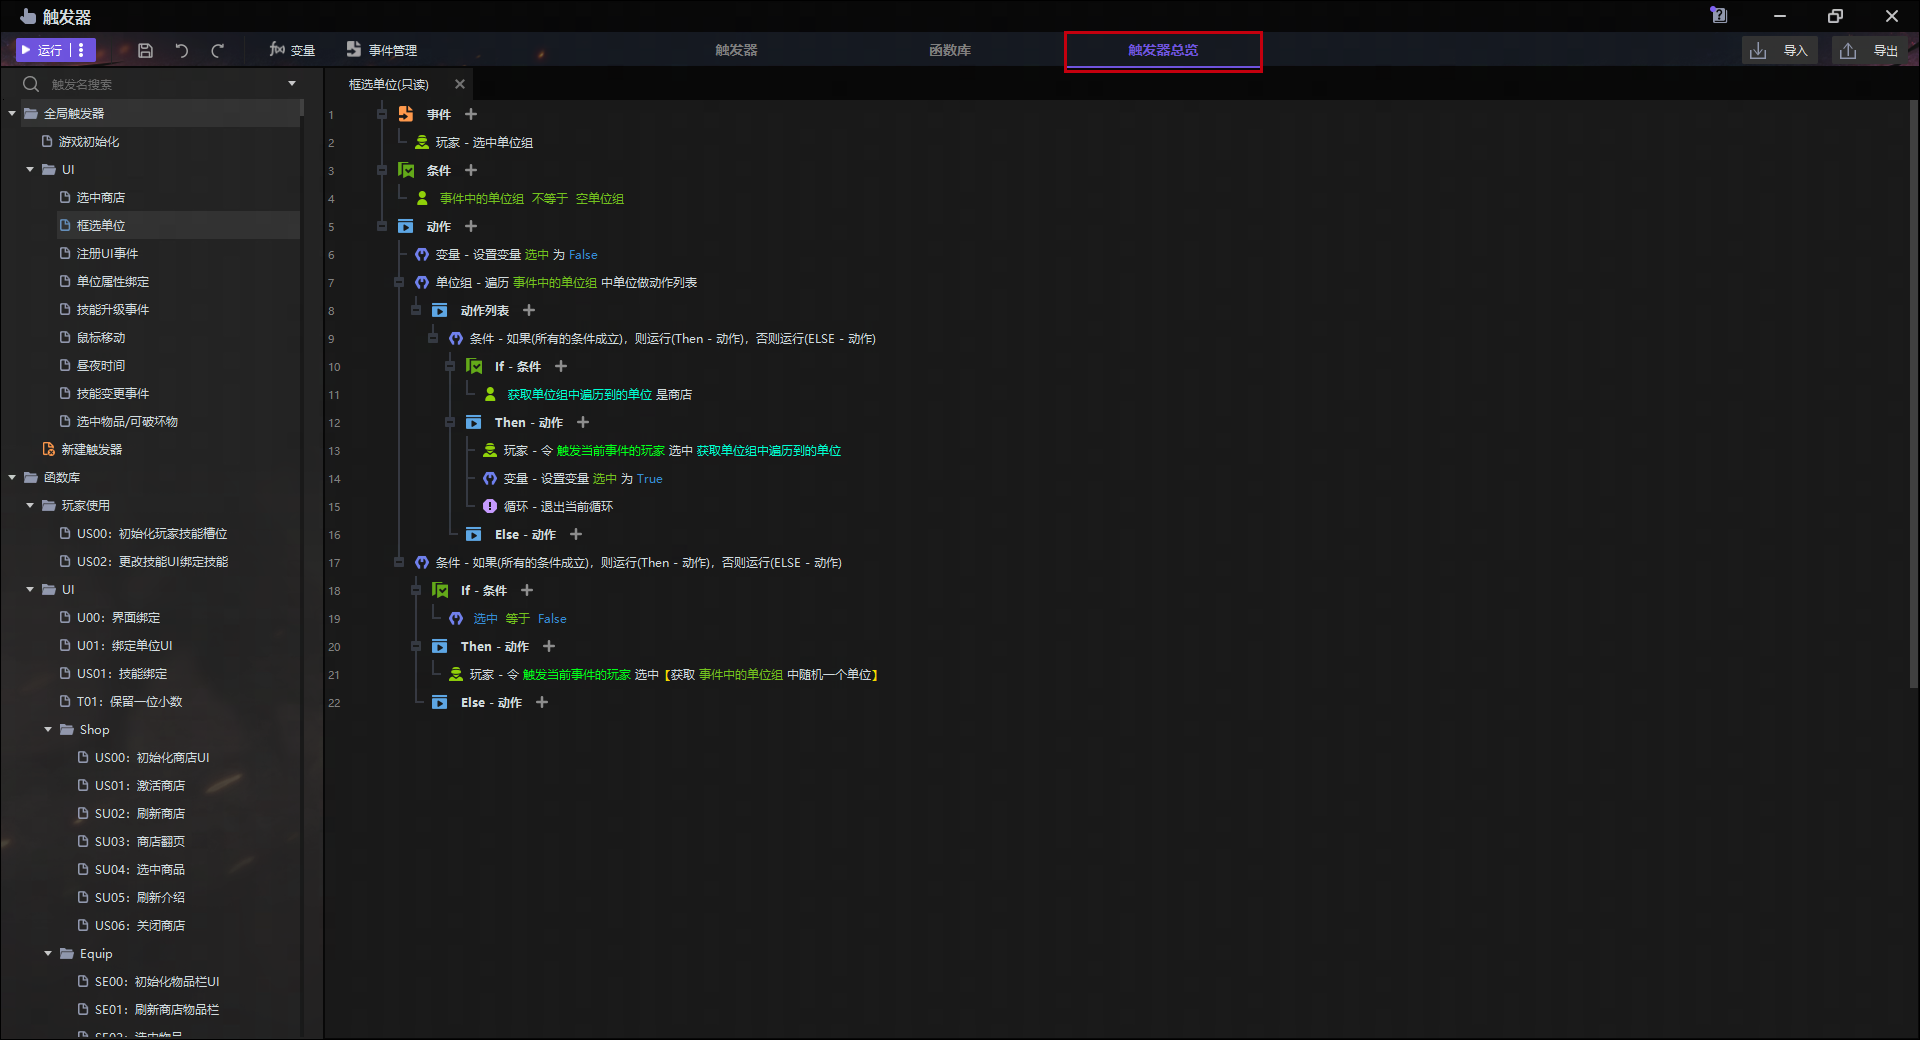 触发器
运行
变量
事件管理
触发器
函数库
触发器总览
导入
导出
触发名搜索
框选单位(只读)
全局触发器
游戏初始化
UI
选中商店
框选单位
注册UI事件
单位属性绑定
技能升级事件
鼠标移动
昼夜时间
技能变更事件
选中物品/可破坏物
新建触发器
函数库
玩家使用
US00：初始化玩家技能槽位
US02：更改技能UI绑定技能
UI
U00：界面绑定
U01：绑定单位UI
US01：技能绑定
T01：保留一位小数
Shop
US00：初始化商店UI
US01：激活商店
SU02：刷新商店
SU03：商店翻页
SU04：选中商品
SU05：刷新介绍
US06：关闭商店
Equip
SE00：初始化物品栏UI
SE01：刷新商店物品栏
1 事件 +
2 玩家 - 选中单位组
3 条件 +
4 事件中的单位组 不等于 空单位组
5 动作 +
6 变量 - 设置变量 选中 为 False
7 单位组 - 遍历 事件中的单位组 中单位做动作列表
8 动作列表 +
9 条件 - 如果(所有的条件成立)，则运行(Then - 动作)，否则运行(ELSE - 动作)
10 If - 条件 +
11 获取单位组中遍历到的单位 是商店
12 Then - 动作 +
13 玩家 - 令 触发当前事件的玩家 选中 获取单位组中遍历到的单位
14 变量 - 设置变量 选中 为 True
15 循环 - 退出当前循环
16 Else - 动作 +
17 条件 - 如果(所有的条件成立)，则运行(Then - 动作)，否则运行(ELSE - 动作)
18 If - 条件 +
19 选中 等于 False
20 Then - 动作 +
21 玩家 - 令 触发当前事件的玩家 选中【获取 事件中的单位组 中随机一个单位】
22 Else - 动作 +